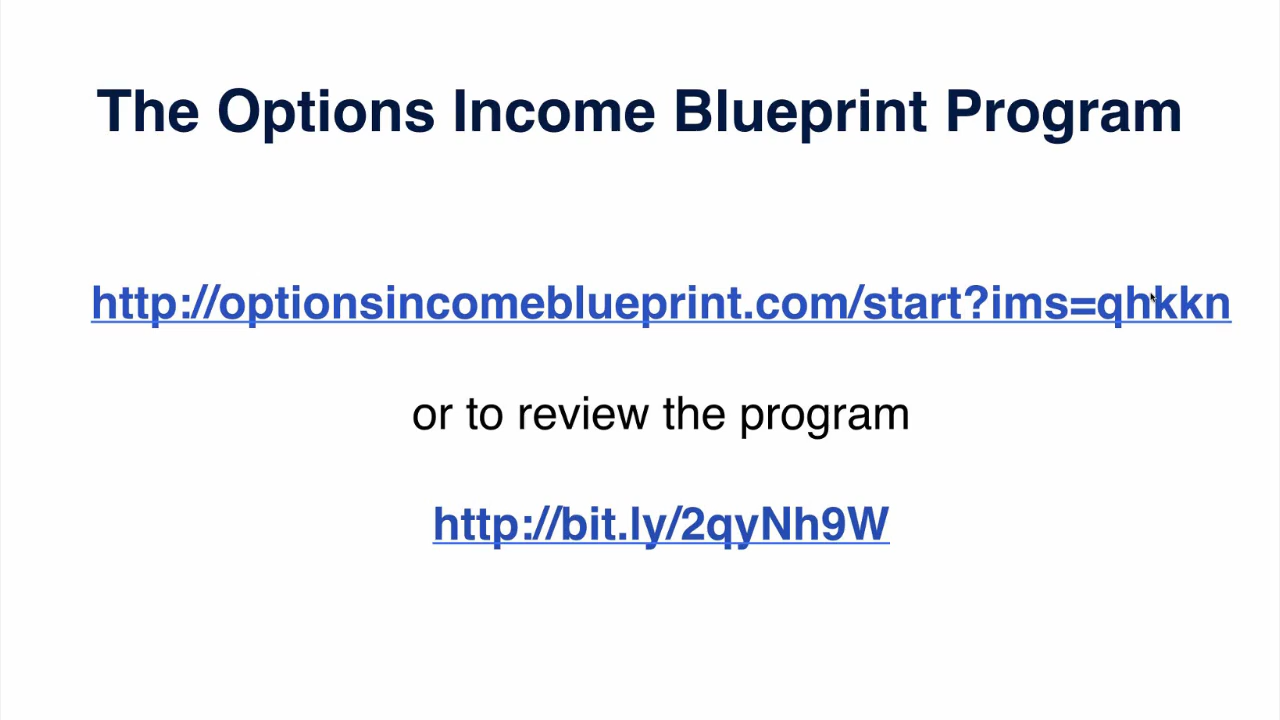 The Options Income Blueprint Program
http://optionsincomeblueprint.com/start?ims=qhkkn
or to review the program
http://bit.ly/2qyNh9W